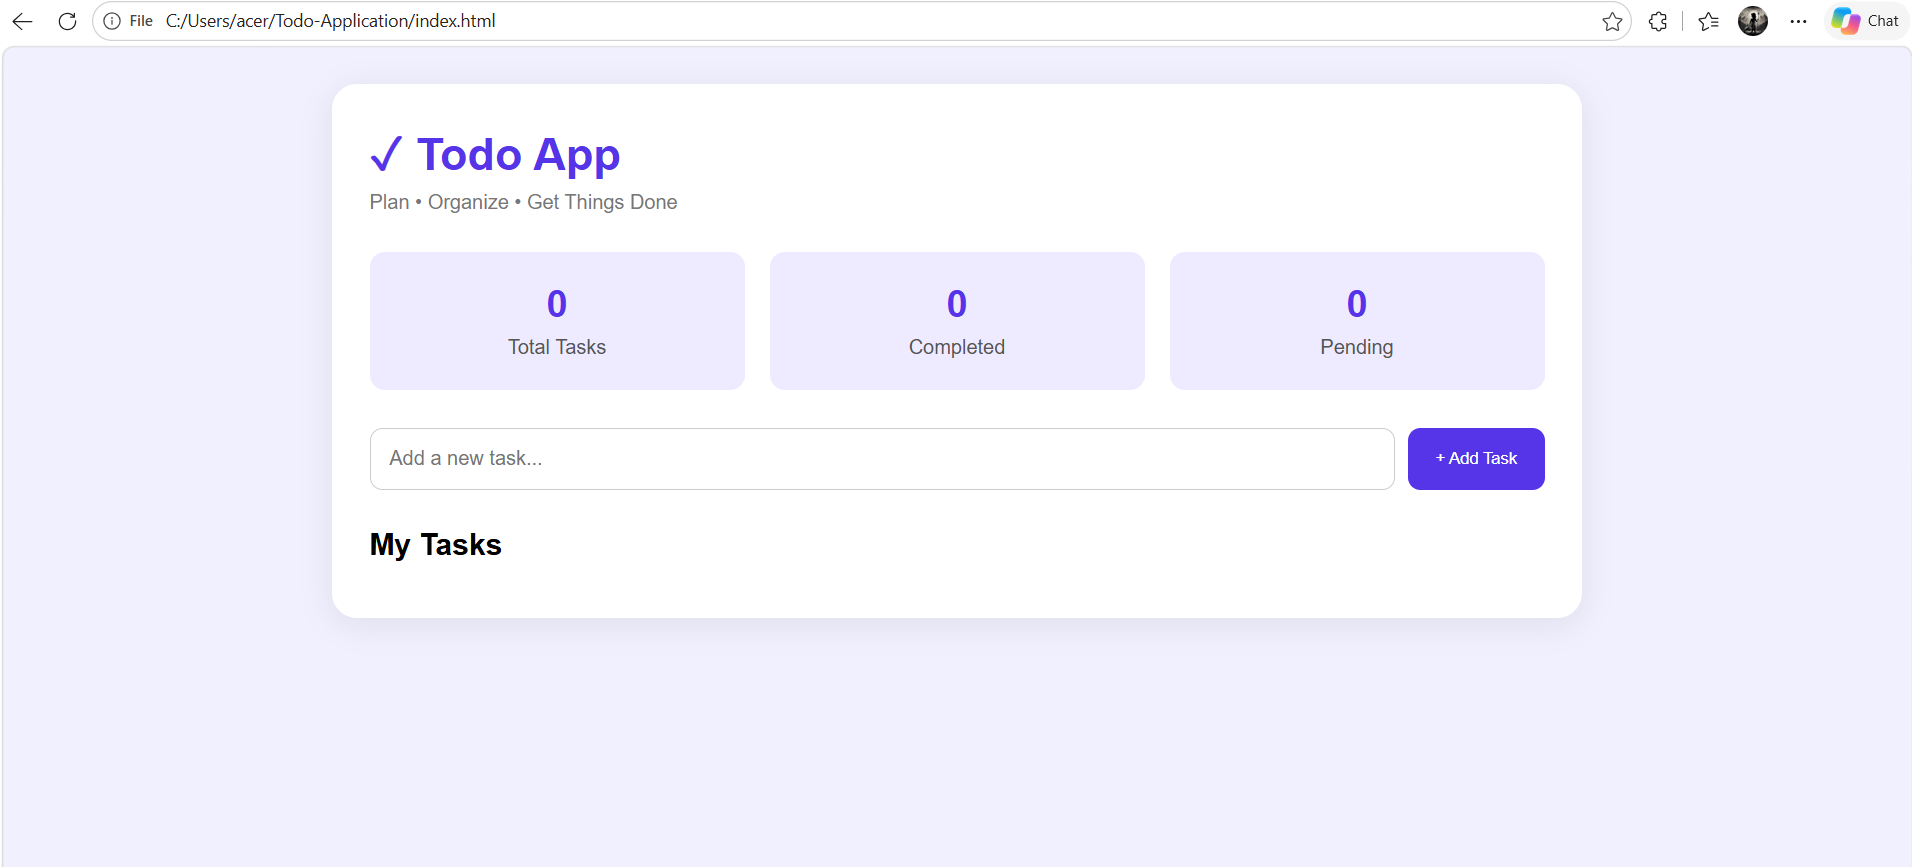 File C:/Users/acer/Todo-Application/index.html Chat
✓ Todo App
Plan • Organize • Get Things Done
0 0 0
Total Tasks Completed Pending
Add a new task... + Add Task
My Tasks